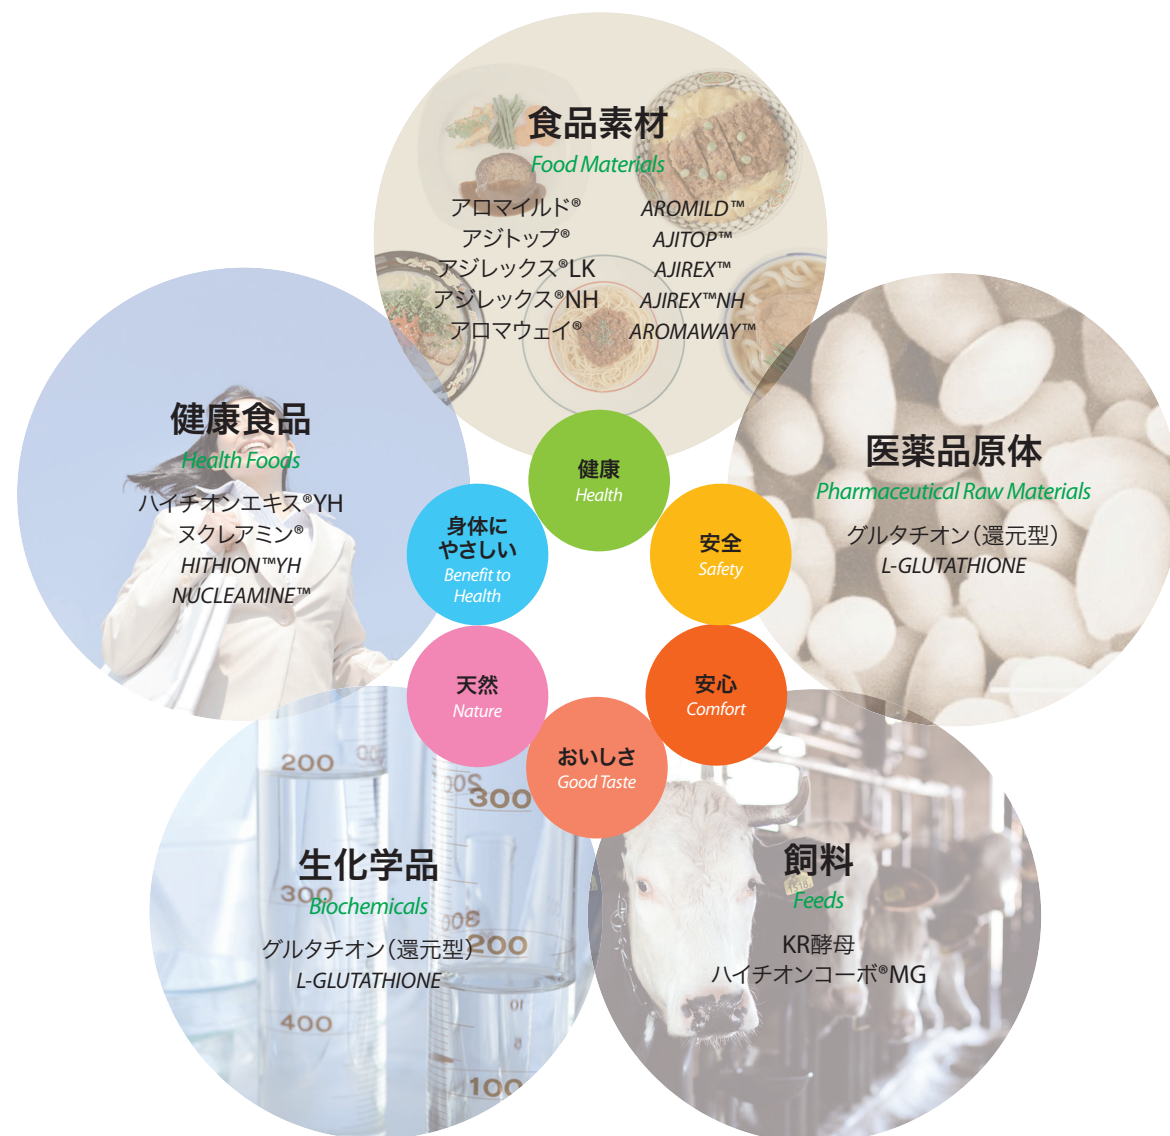 食品素材
Food Materials
アロマイルド® AROMILD™
アジトップ® AJITOP™
アジレックス®LK AJIREX™
アジレックス®NH AJIREX™NH
アロマウェイ® AROMAWAY™
健康食品
Health Foods
ハイチオンエキス®YH
ヌクレアミン®
HITHION™YH
NUCLEAMINE™
医薬品原体
Pharmaceutical Raw Materials
グルタチオン（還元型）
L-GLUTATHIONE
健康
Health
身体に
やさしい
Benefit to
Health
安全
Safety
天然
Nature
安心
Comfort
おいしさ
Good Taste
生化学品
Biochemicals
グルタチオン（還元型）
L-GLUTATHIONE
200
300
400
300
200
100
飼料
Feeds
KR酵母
ハイチオンコーボ®MG